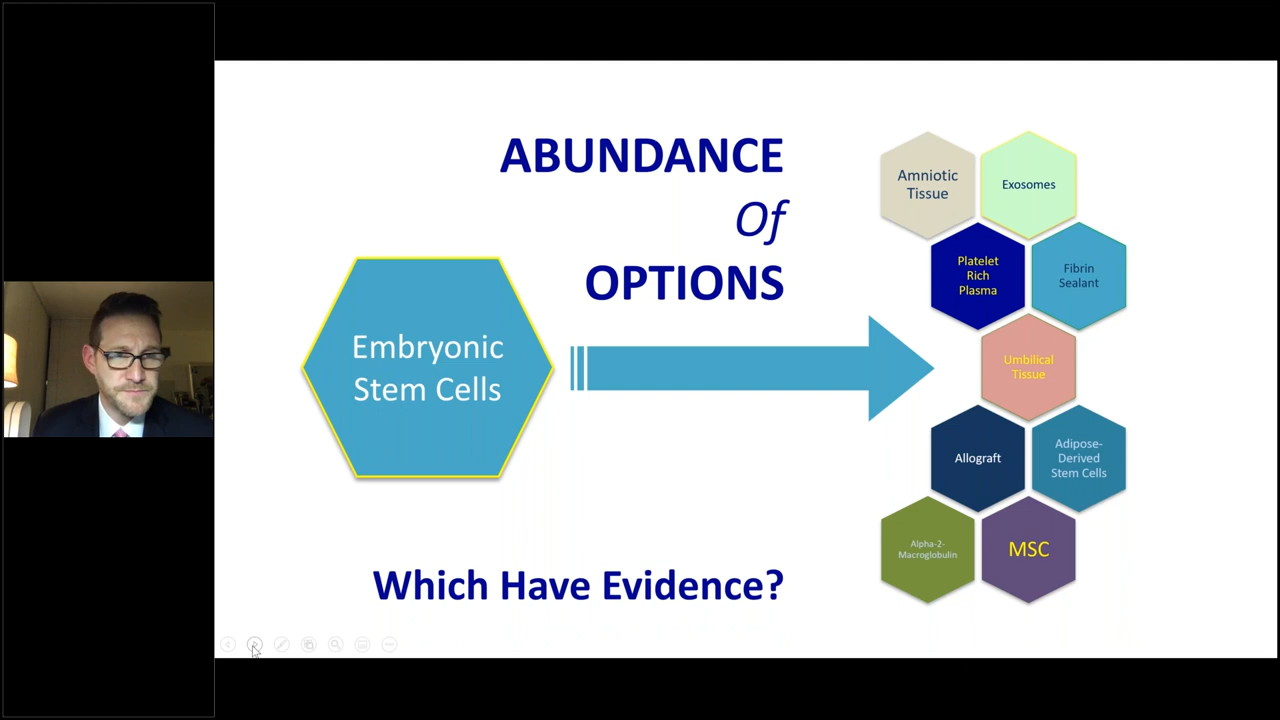 ABUNDANCE
Of
OPTIONS
Embryonic
Stem Cells
Which Have Evidence?
Amniotic
Tissue
Exosomes
Platelet
Rich
Plasma
Fibrin
Sealant
Umbilical
Tissue
Allograft
Adipose-
Derived
Stem Cells
Alpha-2-
Macroglobulin
MSC